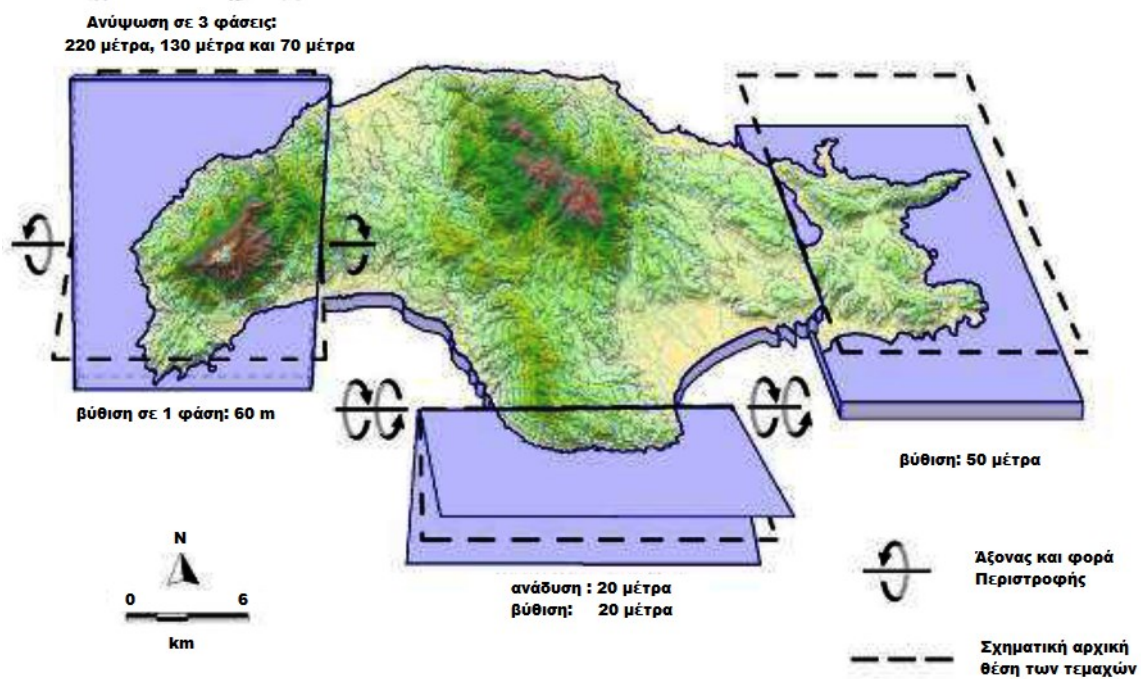 Ανύψωση σε 3 φάσεις:
220 μέτρα, 130 μέτρα και 70 μέτρα
βύθιση σε 1 φάση: 60 m
βύθιση: 50 μέτρα
ανάδυση : 20 μέτρα
βύθιση: 20 μέτρα
N
0 6
km
Άξονας και φορά
Περιστροφής
Σχηματική αρχική
θέση των τεμαχών